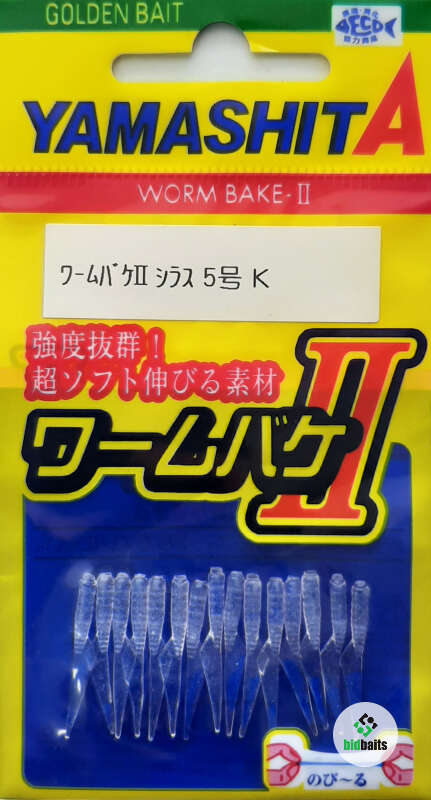 GOLDEN BAIT
ECO
YAMASHITA
WORM BAKE-II
ﾜｰﾑﾊﾞｹⅡ ｼﾗｽ 5号 K
強度抜群！
超ソフト伸びる素材
ワームバケⅡ
bidbaits
のび〜る